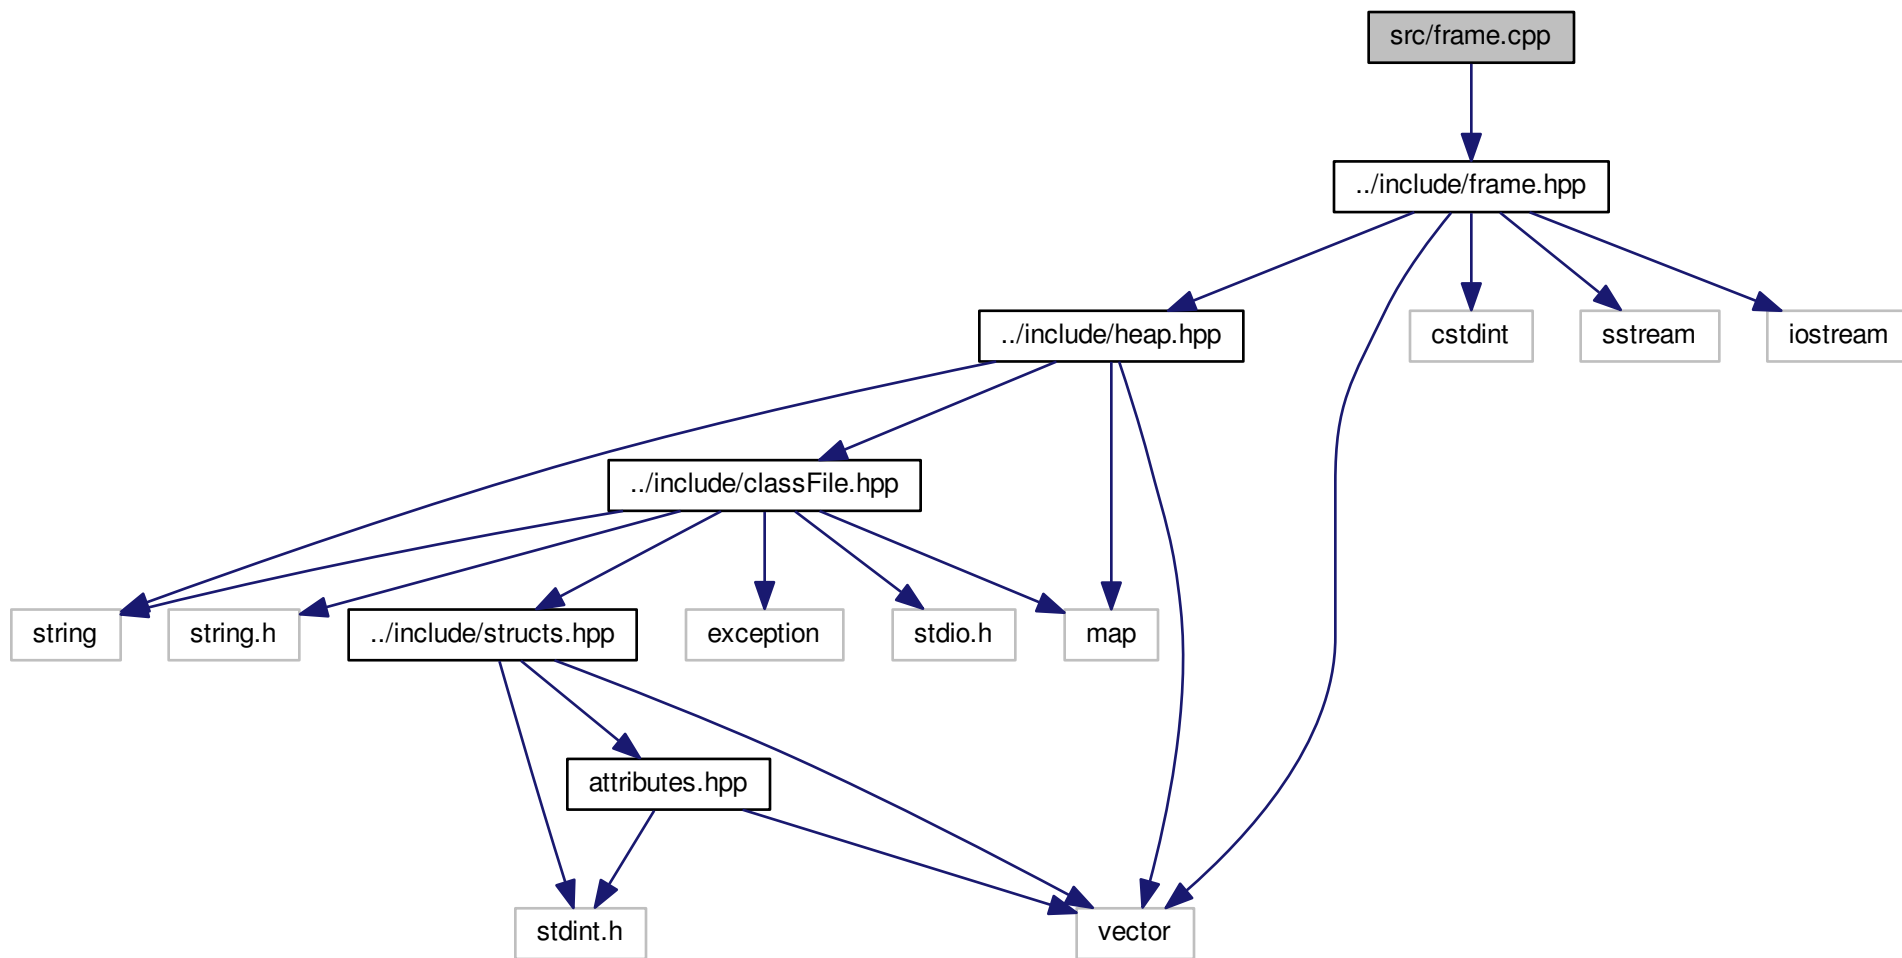 src/frame.cpp
../include/frame.hpp
../include/heap.hpp
cstdint
sstream
iostream
../include/classFile.hpp
string
string.h
../include/structs.hpp
exception
stdio.h
map
attributes.hpp
stdint.h
vector